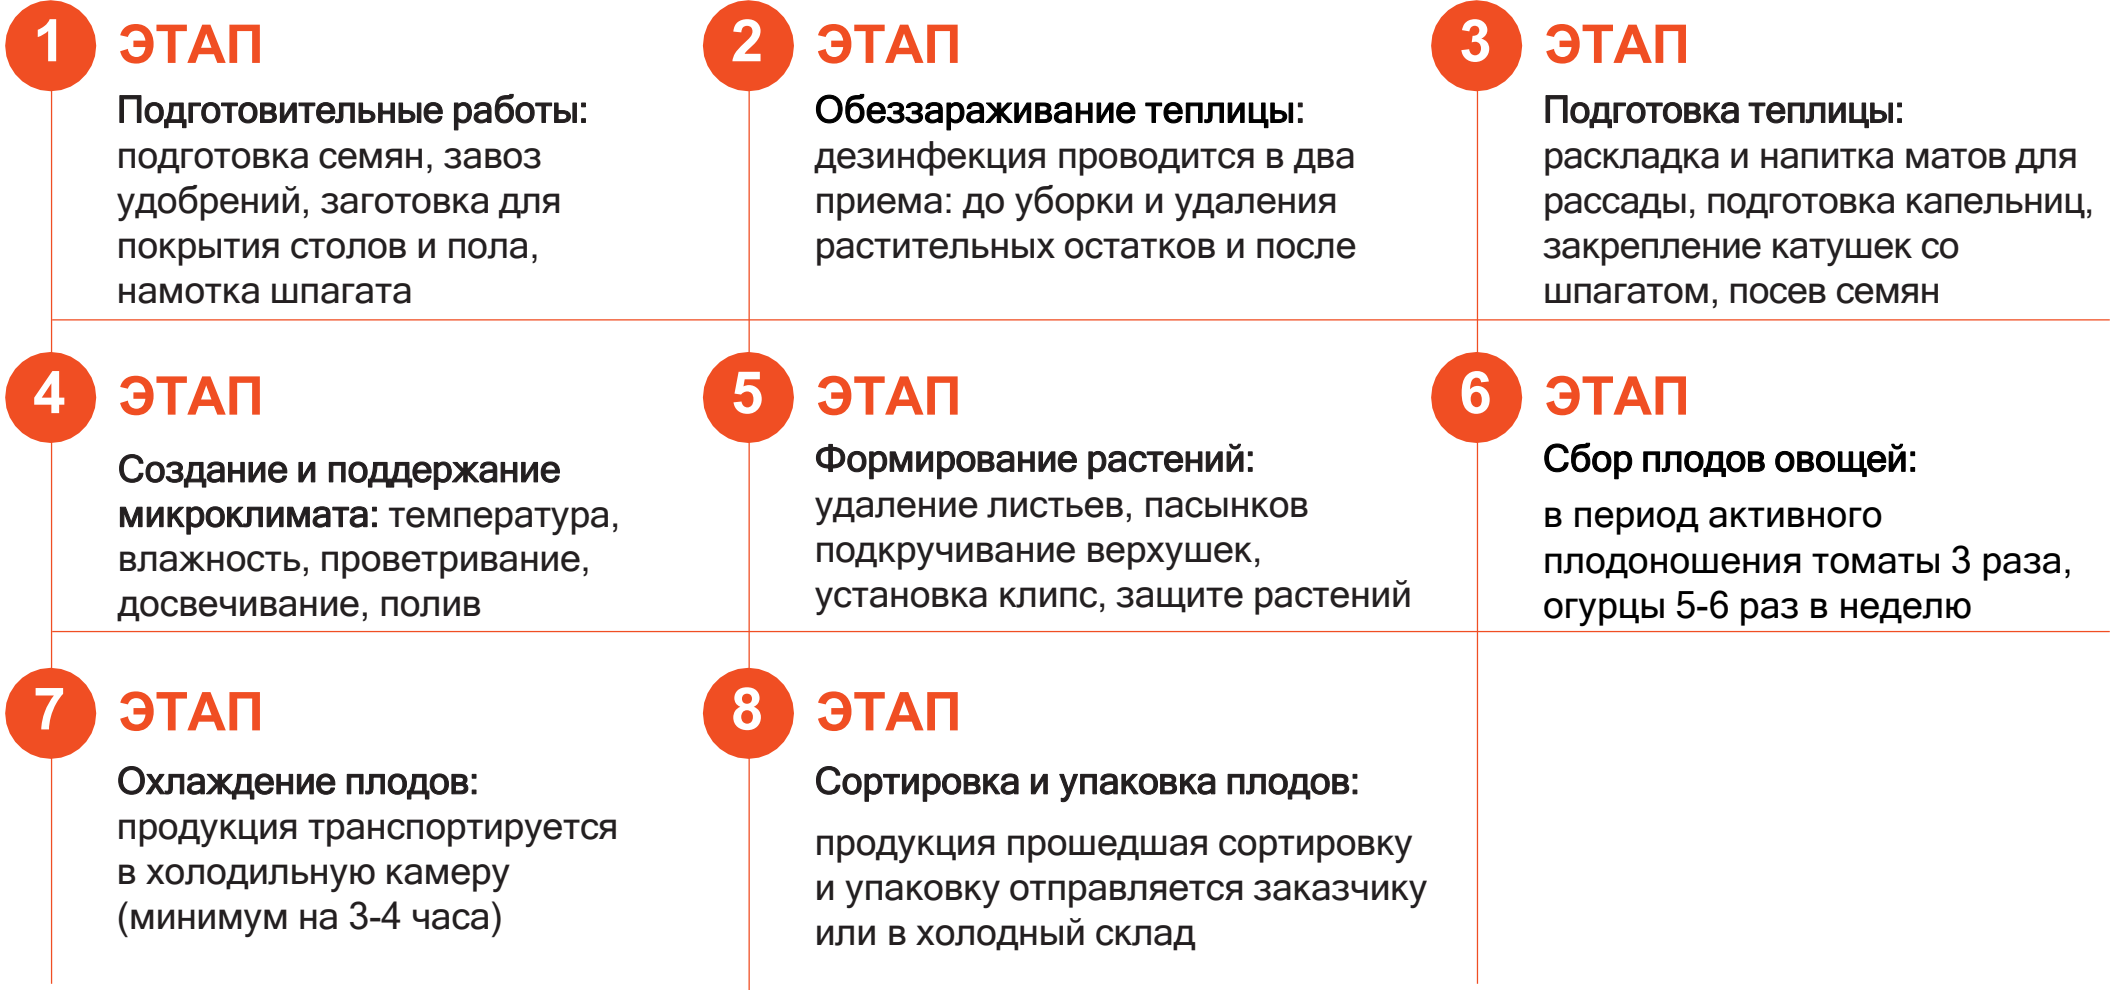 1 ЭТАП
Подготовительные работы:
подготовка семян, завоз
удобрений, заготовка для
покрытия столов и пола,
намотка шпагата
2 ЭТАП
Обеззараживание теплицы:
дезинфекция проводится в два
приема: до уборки и удаления
растительных остатков и после
3 ЭТАП
Подготовка теплицы:
раскладка и напитка матов для
рассады, подготовка капельниц,
закрепление катушек со
шпагатом, посев семян
4 ЭТАП
Создание и поддержание
микроклимата: температура,
влажность, проветривание,
досвечивание, полив
5 ЭТАП
Формирование растений:
удаление листьев, пасынков
подкручивание верхушек,
установка клипс, защите растений
6 ЭТАП
Сбор плодов овощей:
в период активного
плодоношения томаты 3 раза,
огурцы 5-6 раз в неделю
7 ЭТАП
Охлаждение плодов:
продукция транспортируется
в холодильную камеру
(минимум на 3-4 часа)
8 ЭТАП
Сортировка и упаковка плодов:
продукция прошедшая сортировку
и упаковку отправляется заказчику
или в холодный склад